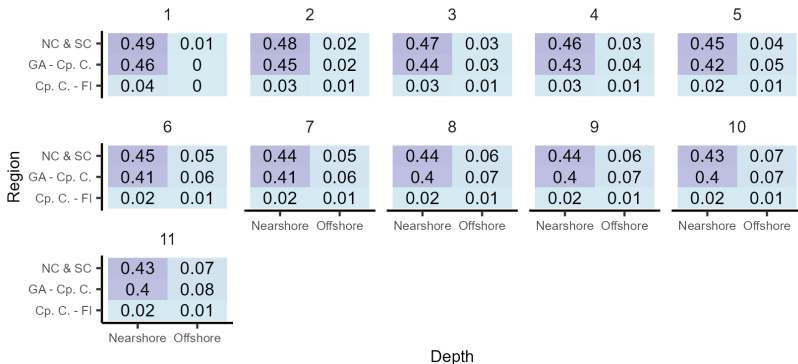 1 2 3 4 5
NC & SC 0.49 0.01 0.48 0.02 0.47 0.03 0.46 0.03 0.45 0.04
GA - Cp. C. 0.46 0 0.45 0.02 0.44 0.03 0.43 0.04 0.42 0.05
Cp. C. - Fl 0.04 0 0.03 0.01 0.03 0.01 0.03 0.01 0.02 0.01
6 7 8 9 10
NC & SC 0.45 0.05 0.44 0.05 0.44 0.06 0.44 0.06 0.43 0.07
GA - Cp. C. 0.41 0.06 0.41 0.06 0.4 0.07 0.4 0.07 0.4 0.07
Cp. C. - Fl 0.02 0.01 0.02 0.01 0.02 0.01 0.02 0.01 0.02 0.01
Nearshore Offshore Nearshore Offshore Nearshore Offshore Nearshore Offshore
11
NC & SC 0.43 0.07
GA - Cp. C. 0.4 0.08
Cp. C. - Fl 0.02 0.01
Nearshore Offshore
Region
Depth